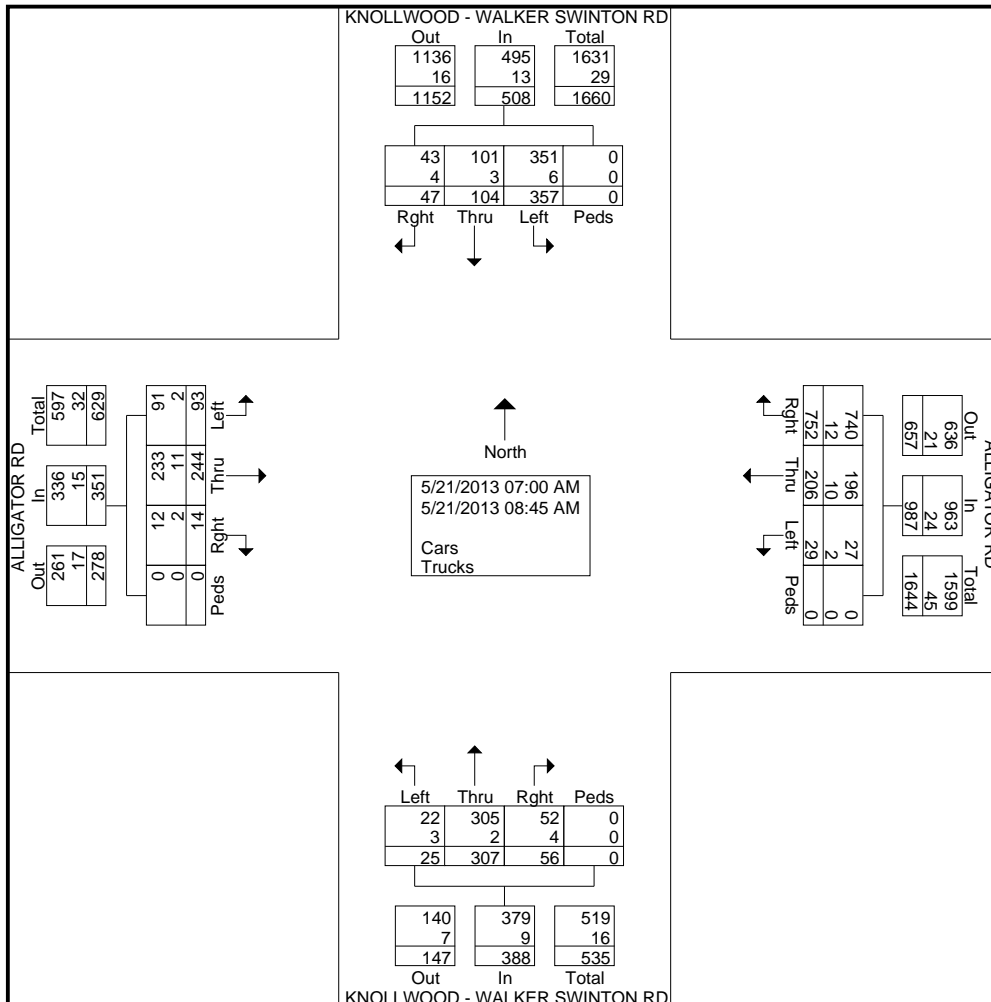 KNOLLWOOD - WALKER SWINTON RD
Out In Total
1136 495 1631
16 13 29
1152 508 1660
43 101 351 0
4 3 6 0
47 104 357 0
Rght Thru Left Peds
ALLIGATOR RD
Total
597
32
629
In
336
15
351
Out
261
17
278
91
2
93
Left
233
11
244
Thru
12
2
14
Rght
0
0
0
Peds
North
5/21/2013 07:00 AM
5/21/2013 08:45 AM
Cars
Trucks
Rght
740
12
752
Thru
196
10
206
Left
27
2
29
Peds
0
0
0
Out
636
21
657
In
963
24
987
Total
1599
45
1644
ALLIGATOR RD
Left Thru Rght Peds
22 305 52 0
3 2 4 0
25 307 56 0
140 379 519
7 9 16
147 388 535
Out In Total
KNOLLWOOD - WALKER SWINTON RD